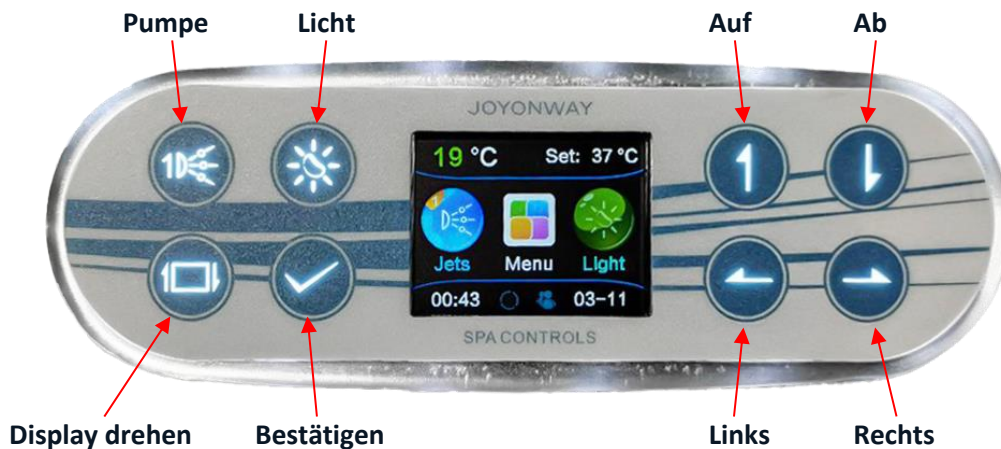 Pumpe Licht Auf Ab
JOYONWAY
19 °C Set: 37 °C
Jets Menu Light
00:43 03-11
SPA CONTROLS
Display drehen Bestätigen Links Rechts